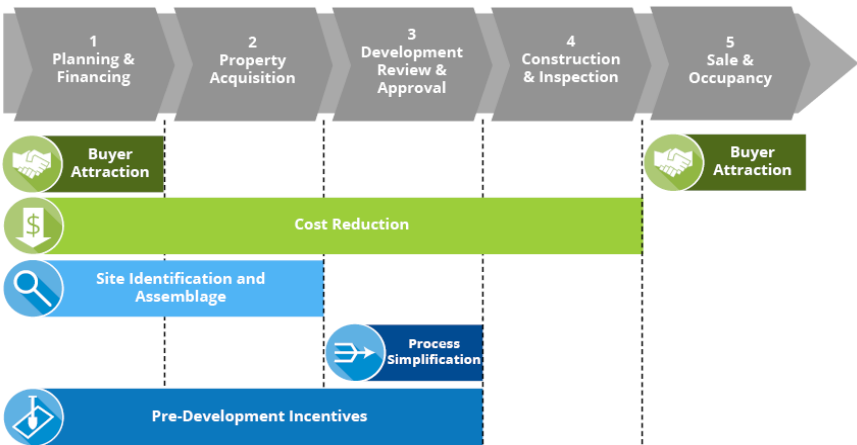 1
Planning &
Financing
2
Property
Acquisition
3
Development
Review &
Approval
4
Construction
& Inspection
5
Sale &
Occupancy
Buyer
Attraction
Buyer
Attraction
$
Cost Reduction
Site Identification and
Assemblage
Process
Simplification
Pre-Development Incentives